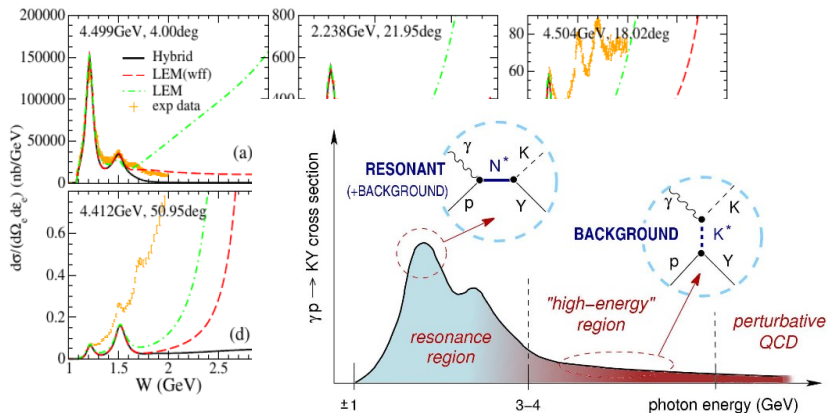 200000
150000
100000
50000
0
4.499GeV, 4.00deg
Hybrid
LEM(wff)
LEM
exp data
(a)
800
600
400
2.238GeV, 21.95deg
80
60
4.504GeV, 18.02deg
dσ/(dΩe dεe') (nb/GeV)
0.6
0.4
0.2
0
4.412GeV, 50.95deg
(d)
1 1.5 2 2.5
W (GeV)
γp → KY cross section
RESONANT
(+BACKGROUND)
γ K
N*
p Y
BACKGROUND
γ K
K*
p Y
resonance
region
"high−energy"
region
perturbative
QCD
±1 3−4 photon energy (GeV)